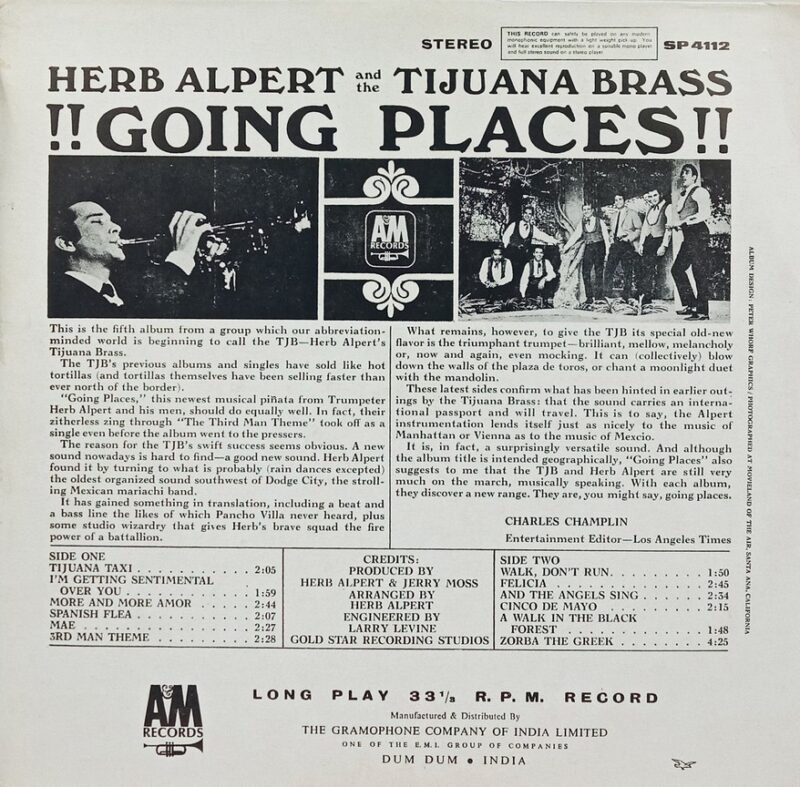 STEREO
THIS RECORD can safely be played on any modern
monophonic equipment with a light weight pick-up. You
will hear excellent reproduction on a suitable mono player
and full stereo sound on a stereo player
SP4112
HERB ALPERT and the TIJUANA BRASS
!!GOING PLACES!!
A&M
RECORDS
This is the fifth album from a group which our abbreviation-
minded world is beginning to call the TJB—Herb Alpert's
Tijuana Brass.
The TJB's previous albums and singles have sold like hot
tortillas (and tortillas themselves have been selling faster than
ever north of the border).
"Going Places," this newest musical piñata from Trumpeter
Herb Alpert and his men, should do equally well. In fact, their
zitherless zing through "The Third Man Theme" took off as a
single even before the album went to the pressers.
The reason for the TJB's swift success seems obvious. A new
sound nowadays is hard to find—a good new sound. Herb Alpert
found it by turning to what is probably (rain dances excepted)
the oldest organized sound southwest of Dodge City, the stroll-
ing Mexican mariachi band.
It has gained something in translation, including a beat and
a bass line the likes of which Pancho Villa never heard, plus
some studio wizardry that gives Herb's brave squad the fire
power of a battallion.
What remains, however, to give the TJB its special old-new
flavor is the triumphant trumpet—brilliant, mellow, melancholy
or, now and again, even mocking. It can (collectively) blow
down the walls of the plaza de toros, or chant a moonlight duet
with the mandolin.
These latest sides confirm what has been hinted in earlier out-
ings by the Tijuana Brass: that the sound carries an interna-
tional passport and will travel. This is to say, the Alpert
instrumentation lends itself just as nicely to the music of
Manhattan or Vienna as to the music of Mexcio.
It is, in fact, a surprisingly versatile sound. And although
the album title is intended geographically, "Going Places" also
suggests to me that the TJB and Herb Alpert are still very
much on the march, musically speaking. With each album,
they discover a new range. They are, you might say, going places.
CHARLES CHAMPLIN
Entertainment Editor—Los Angeles Times
ALBUM DESIGN: PETER WHORF GRAPHICS / PHOTOGRAPHED AT MOVIELAND OF THE AIR, SANTA ANA, CALIFORNIA
SIDE ONE
TIJUANA TAXI . . . . . . . . . . . 2:05
I'M GETTING SENTIMENTAL
OVER YOU . . . . . . . . . . . . . 1:59
MORE AND MORE AMOR . . . . . 2:44
SPANISH FLEA . . . . . . . . . . . 2:07
MAE . . . . . . . . . . . . . . . . . 2:27
3RD MAN THEME . . . . . . . . . 2:28
CREDITS:
PRODUCED BY
HERB ALPERT & JERRY MOSS
ARRANGED BY
HERB ALPERT
ENGINEERED BY
LARRY LEVINE
GOLD STAR RECORDING STUDIOS
SIDE TWO
WALK, DON'T RUN. . . . . . . . . 1:50
FELICIA . . . . . . . . . . . . . . 2:45
AND THE ANGELS SING . . . . . . 2:34
CINCO DE MAYO . . . . . . . . . 2:15
A WALK IN THE BLACK
FOREST . . . . . . . . . . . . . . 1:48
ZORBA THE GREEK . . . . . . . . 4:25
A&M
RECORDS
LONG PLAY 33⅓ R.P.M. RECORD
Manufactured & Distributed By
THE GRAMOPHONE COMPANY OF INDIA LIMITED
ONE OF THE E.M.I. GROUP OF COMPANIES
DUM DUM • INDIA